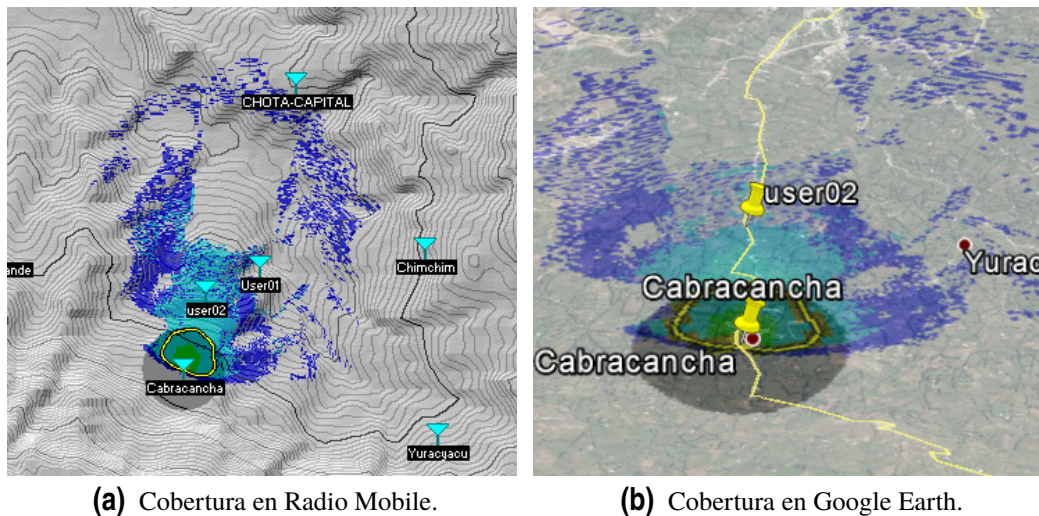 CHOTA-CAPITAL
Chimchim
ande
User01
user02
Cabracancha
Yuracyacu
user02
Yurac
Cabracancha
Cabracancha
(a) Cobertura en Radio Mobile.
(b) Cobertura en Google Earth.